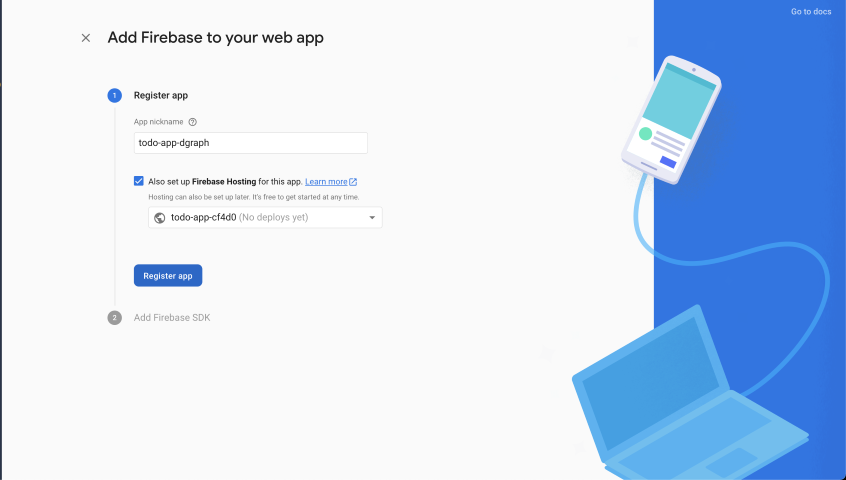 Go to docs
Add Firebase to your web app
1 Register app
App nickname
todo-app-dgraph
Also set up Firebase Hosting for this app. Learn more
Hosting can also be set up later. It's free to get started at any time.
todo-app-cf4d0 (No deploys yet)
Register app
2 Add Firebase SDK